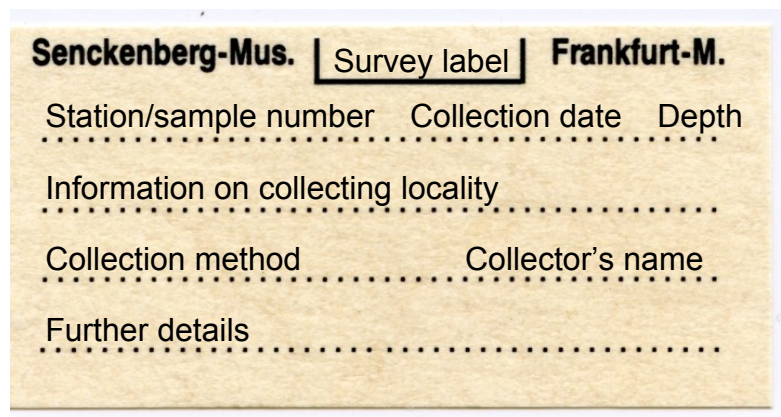 Senckenberg-Mus. Survey label Frankfurt-M.
Station/sample number Collection date Depth
Information on collecting locality
Collection method Collector’s name
Further details